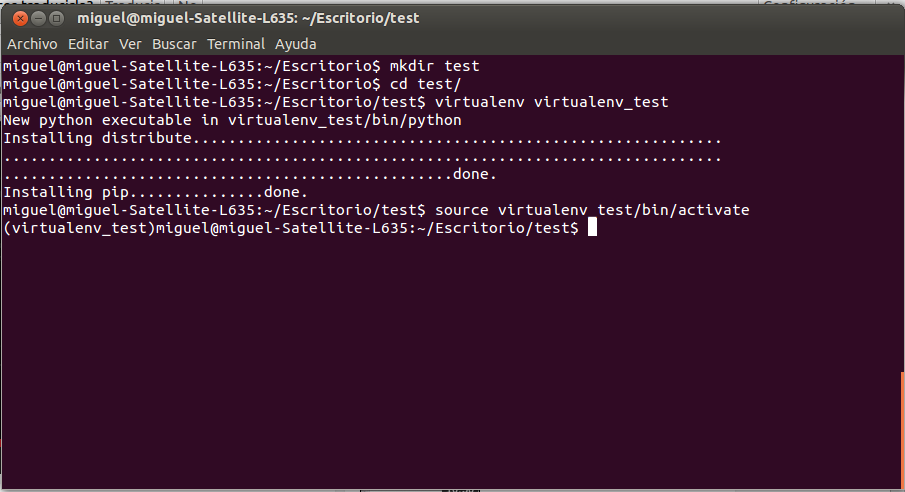 miguel@miguel-Satellite-L635: ~/Escritorio/test
Archivo Editar Ver Buscar Terminal Ayuda
miguel@miguel-Satellite-L635:~/Escritorio$ mkdir test
miguel@miguel-Satellite-L635:~/Escritorio$ cd test/
miguel@miguel-Satellite-L635:~/Escritorio/test$ virtualenv virtualenv_test
New python executable in virtualenv_test/bin/python
Installing distribute...........................................................
................................................................................
..................................................done.
Installing pip...............done.
miguel@miguel-Satellite-L635:~/Escritorio/test$ source virtualenv_test/bin/activate
(virtualenv_test)miguel@miguel-Satellite-L635:~/Escritorio/test$